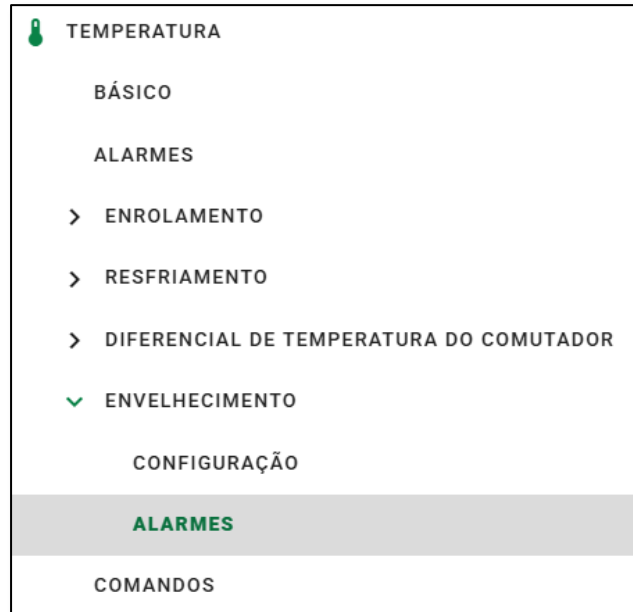 TEMPERATURA
BÁSICO
ALARMES
ENROLAMENTO
RESFRIAMENTO
DIFERENCIAL DE TEMPERATURA DO COMUTADOR
ENVELHECIMENTO
CONFIGURAÇÃO
ALARMES
COMANDOS